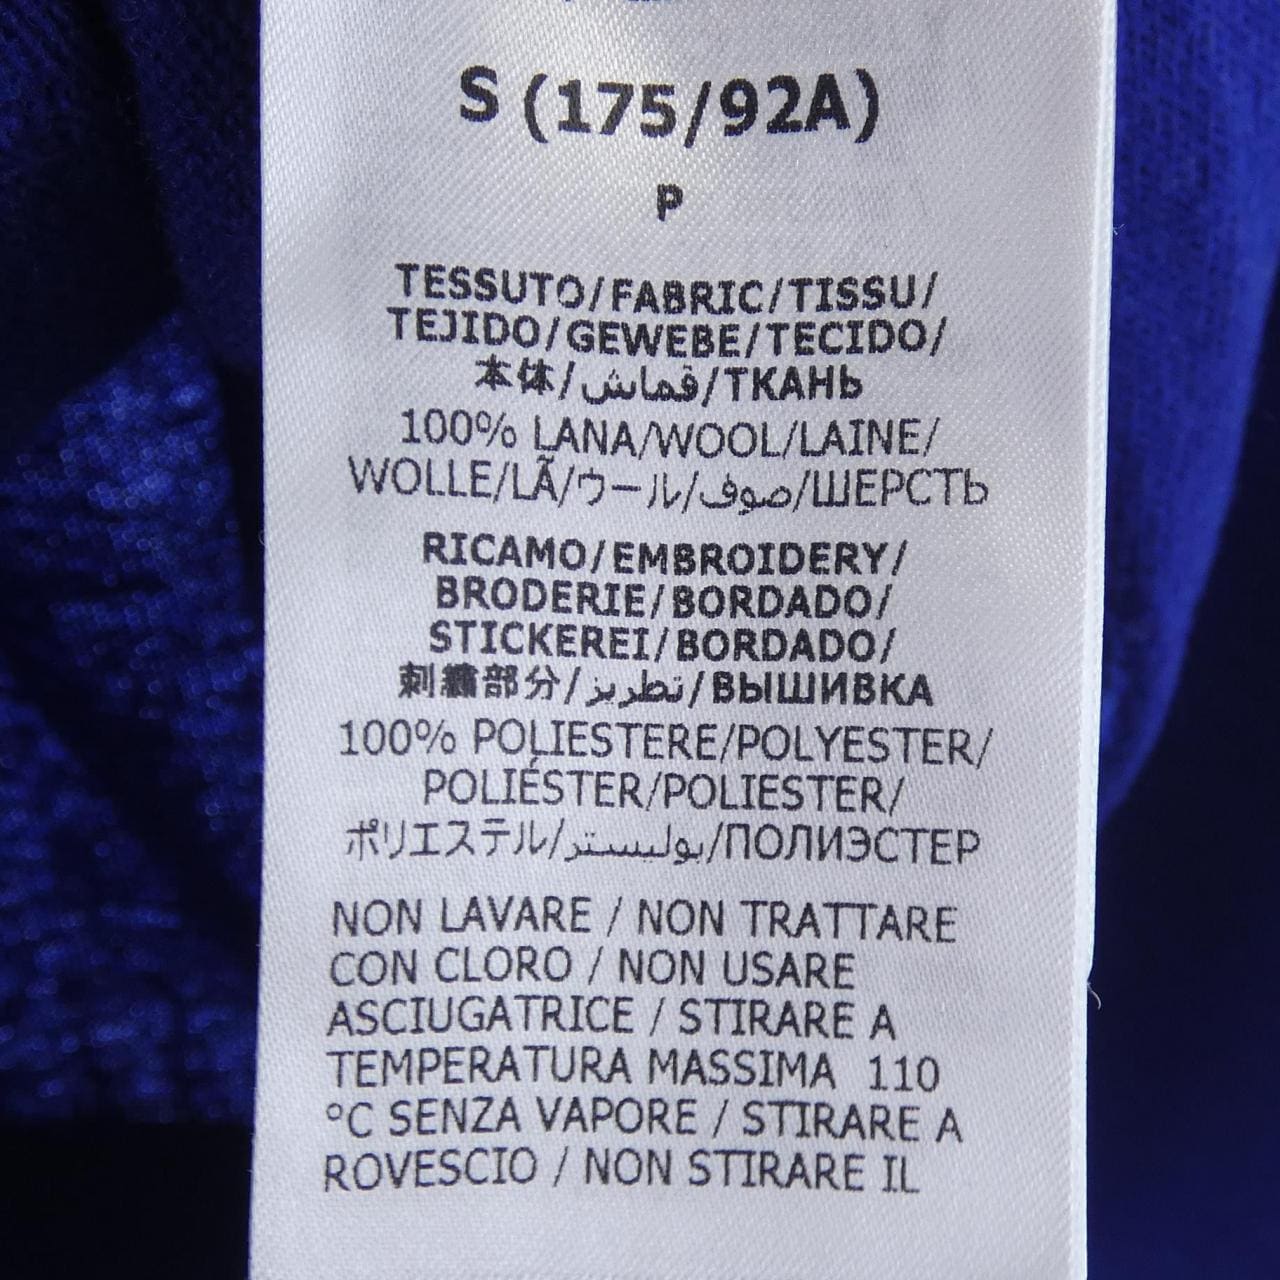 S (175/92A)
P
TESSUTO/FABRIC/TISSU/
TEJIDO/GEWEBE/TECIDO/
本体/قماش/ТКАНЬ
100% LANA/WOOL/LAINE/
WOLLE/LÃ/ウール/صوف/ШЕРСТЬ
RICAMO/EMBROIDERY/
BRODERIE/BORDADO/
STICKEREI/BORDADO/
刺繍部分/تطريز/ВЫШИВКА
100% POLIESTERE/POLYESTER/
POLIÉSTER/POLIESTER/
ポリエステル/بوليستر/ПОЛИЭСТЕР
NON LAVARE / NON TRATTARE
CON CLORO / NON USARE
ASCIUGATRICE / STIRARE A
TEMPERATURA MASSIMA 110
°C SENZA VAPORE / STIRARE A
ROVESCIO / NON STIRARE IL